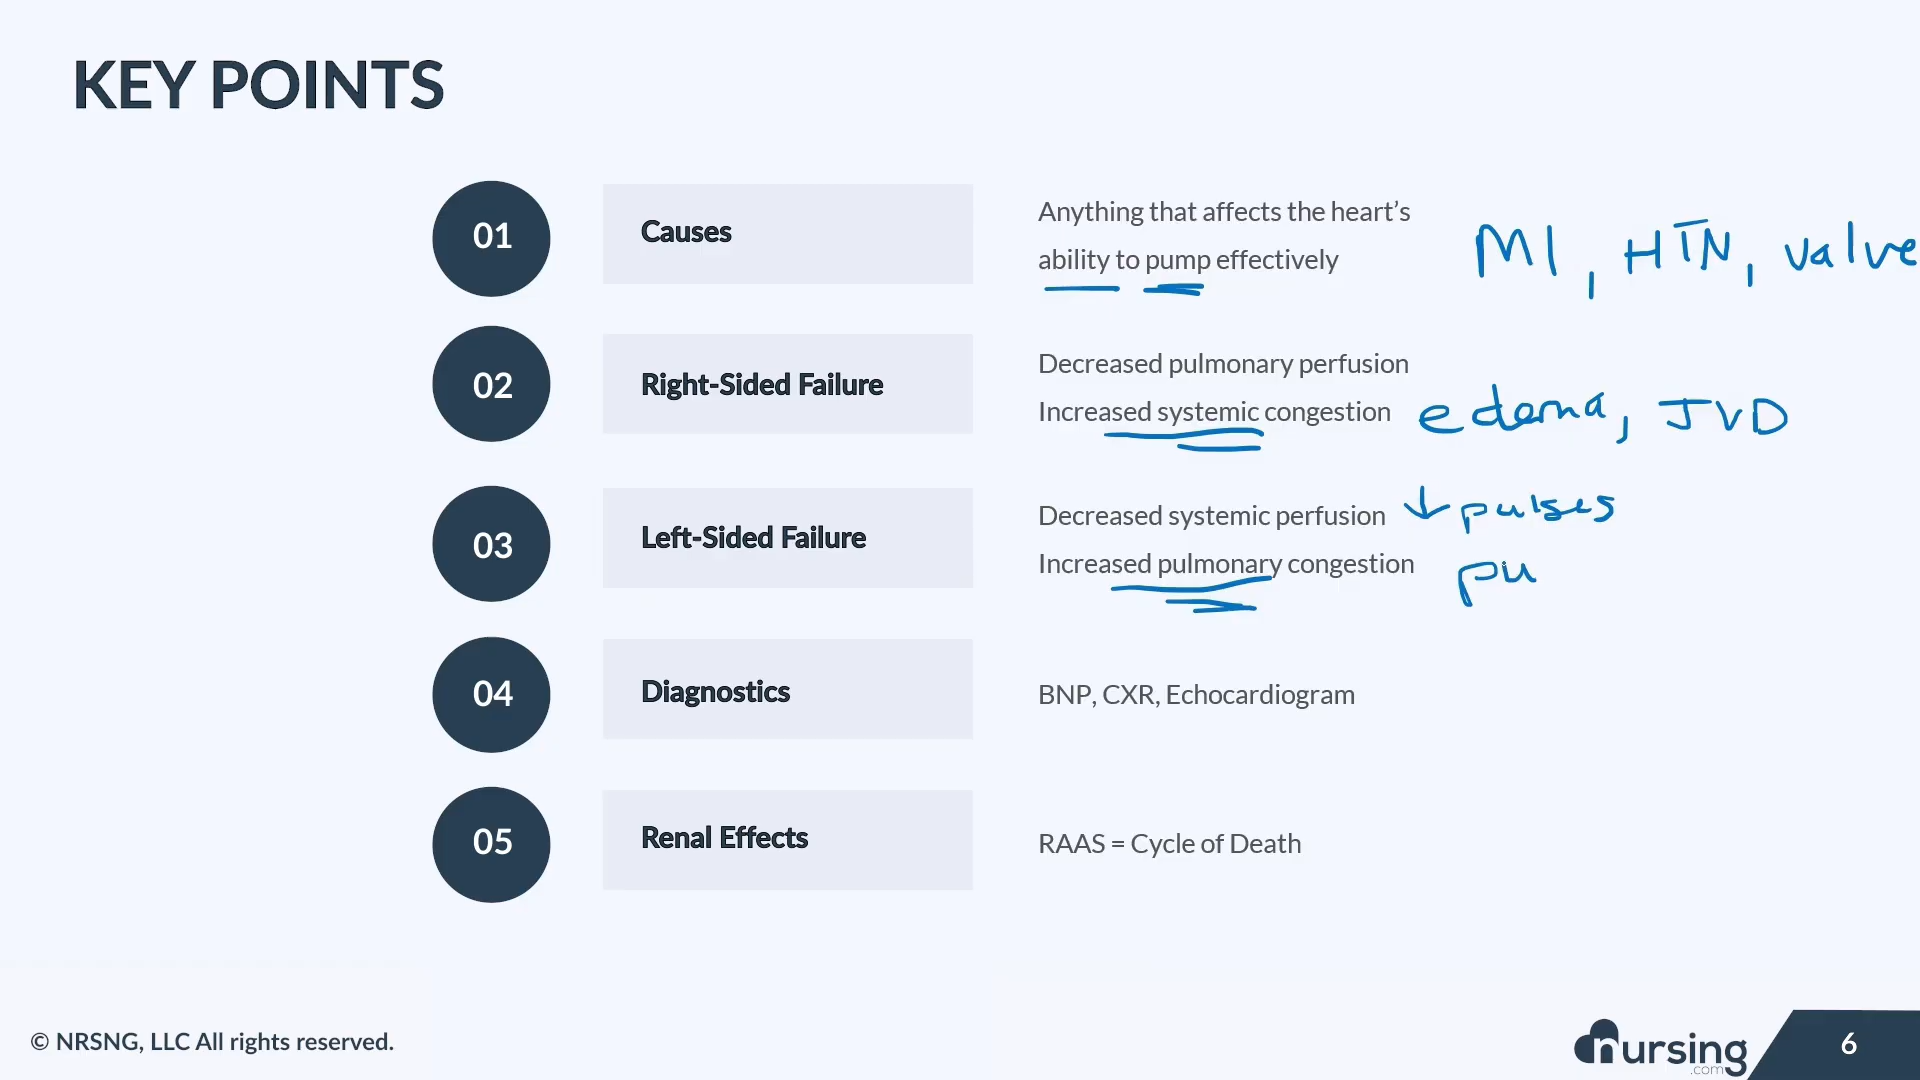 KEY POINTS
01
Causes
Anything that affects the heart's
ability to pump effectively
MI, HTN, valve
02
Right-Sided Failure
Decreased pulmonary perfusion
Increased systemic congestion
edema, JVD
03
Left-Sided Failure
Decreased systemic perfusion ↓ pulses
Increased pulmonary congestion pu
04
Diagnostics
BNP, CXR, Echocardiogram
05
Renal Effects
RAAS = Cycle of Death
© NRSNG, LLC All rights reserved.
nursing
.com
6